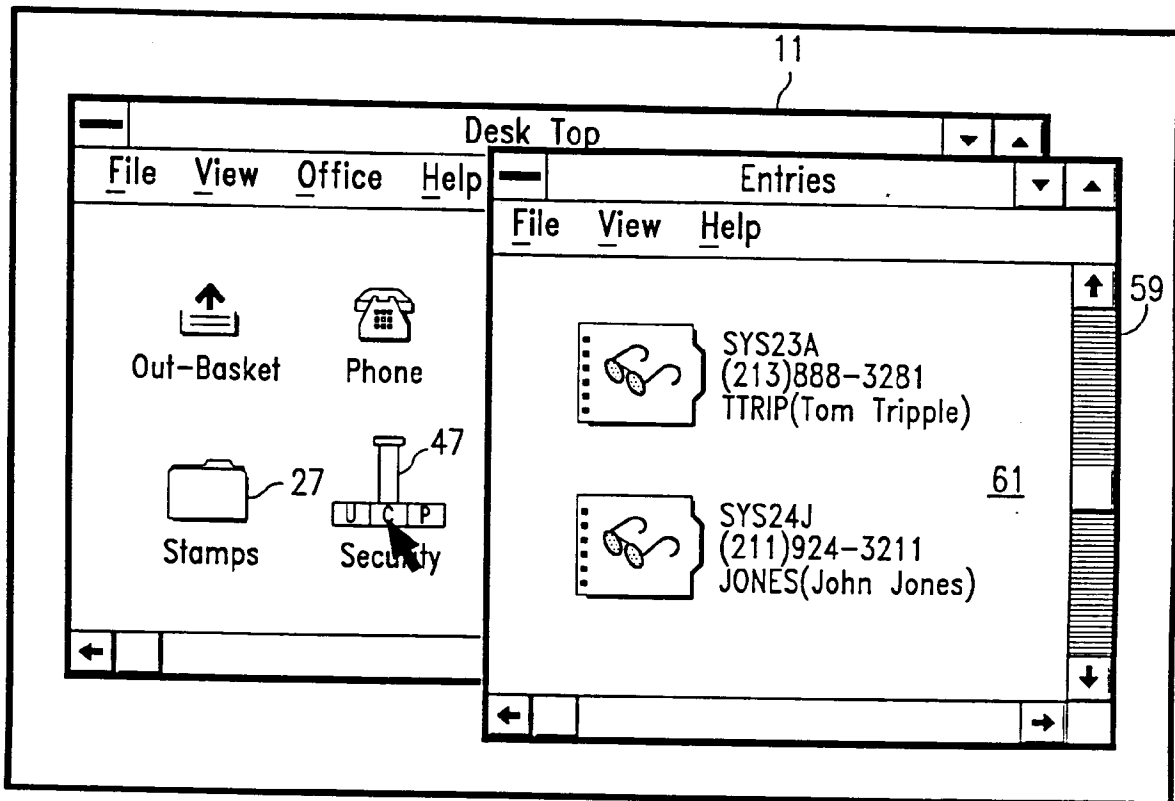 11
Desk Top
File View Office Help
Entries
File View Help
59
Out-Basket
Phone
SYS23A
(213)888-3281
TTRIP(Tom Tripple)
47
27
U C P
Stamps
Security
61
SYS24J
(211)924-3211
JONES(John Jones)